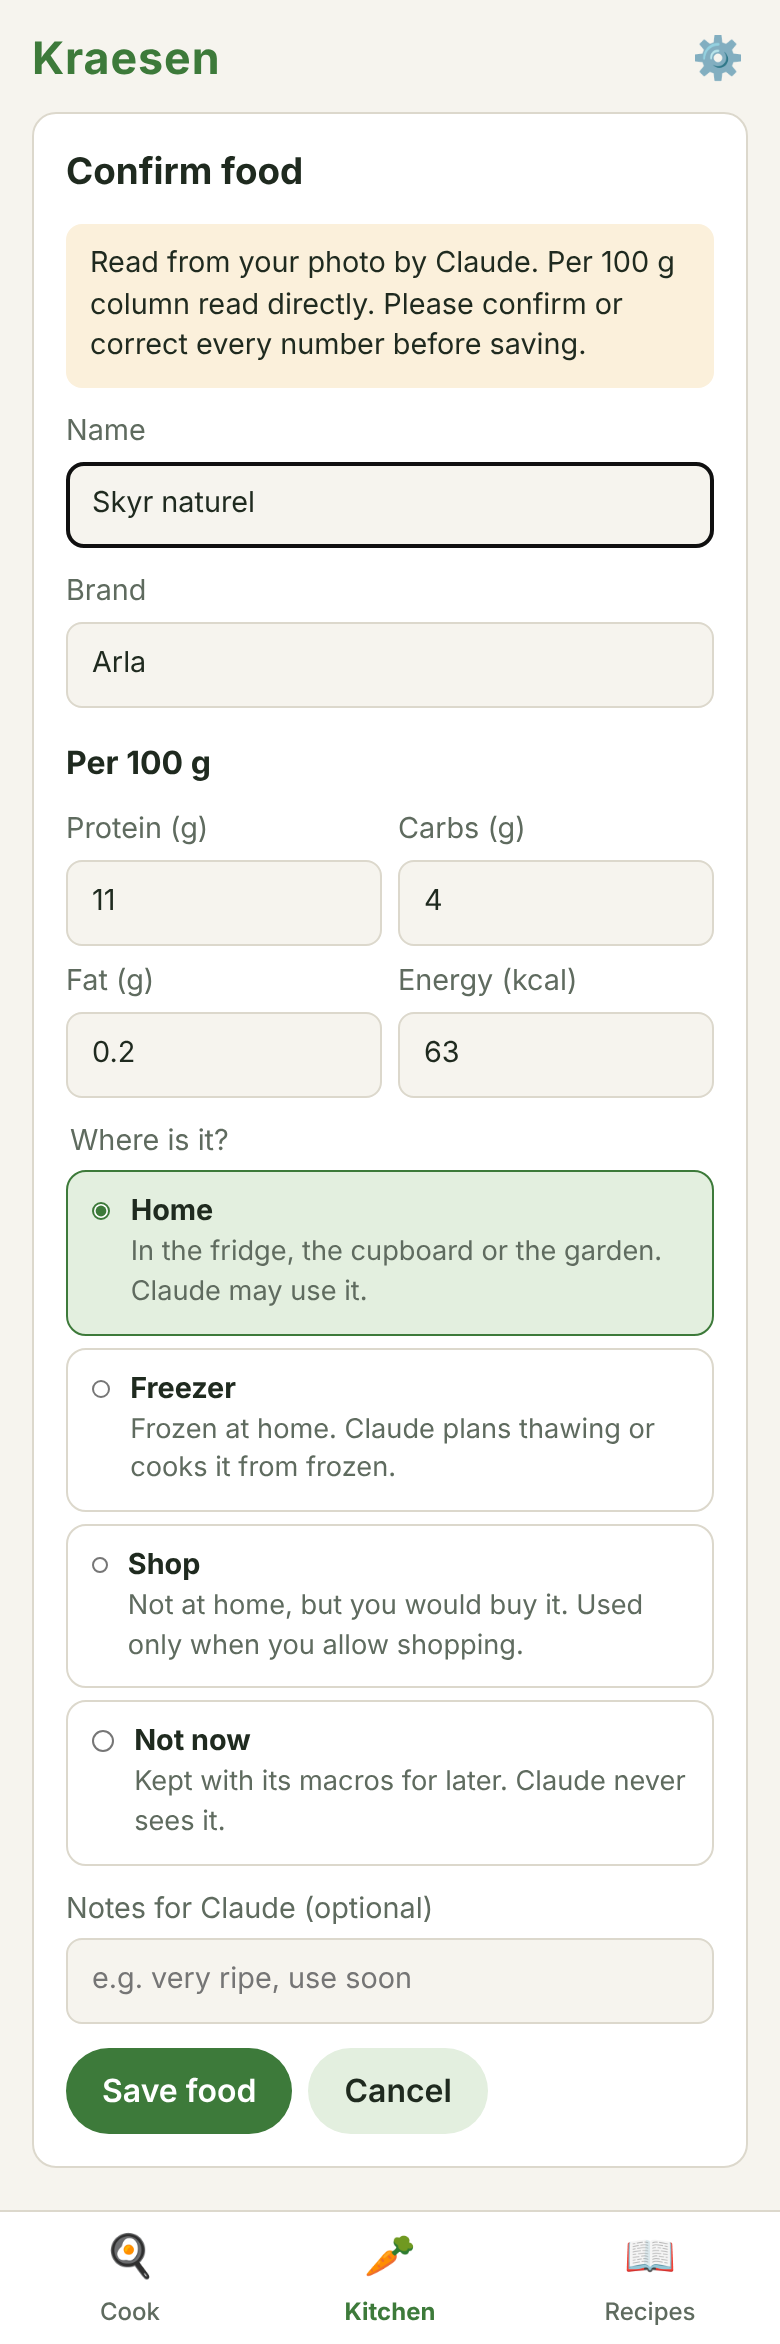 Kraesen
Confirm food
Read from your photo by Claude. Per 100 g
column read directly. Please confirm or
correct every number before saving.
Name
Skyr naturel
Brand
Arla
Per 100 g
Protein (g)
Carbs (g)
11
4
Fat (g)
Energy (kcal)
0.2
63
Where is it?
Home
In the fridge, the cupboard or the garden.
Claude may use it.
Freezer
Frozen at home. Claude plans thawing or
cooks it from frozen.
Shop
Not at home, but you would buy it. Used
only when you allow shopping.
Not now
Kept with its macros for later. Claude never
sees it.
Notes for Claude (optional)
e.g. very ripe, use soon
Save food
Cancel
Cook
Kitchen
Recipes